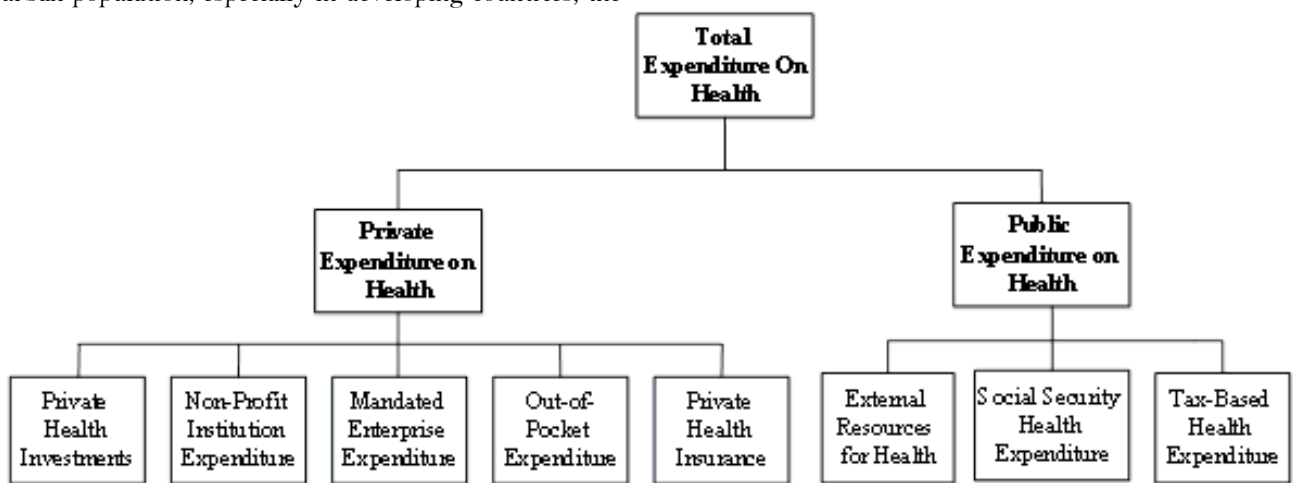 population, especially in developing countries, the
Total
Expenditure On
Health
Private
Expenditure on
Health
Public
Expenditure on
Health
Private
Health
Investments
Non-Profit
Institution
Expenditure
Mandated
Enterprise
Expenditure
Out-of-
Pocket
Expenditure
Private
Health
Insurance
External
Resources
for Health
Social Security
Health
Expenditure
Tax-Based
Health
Expenditure